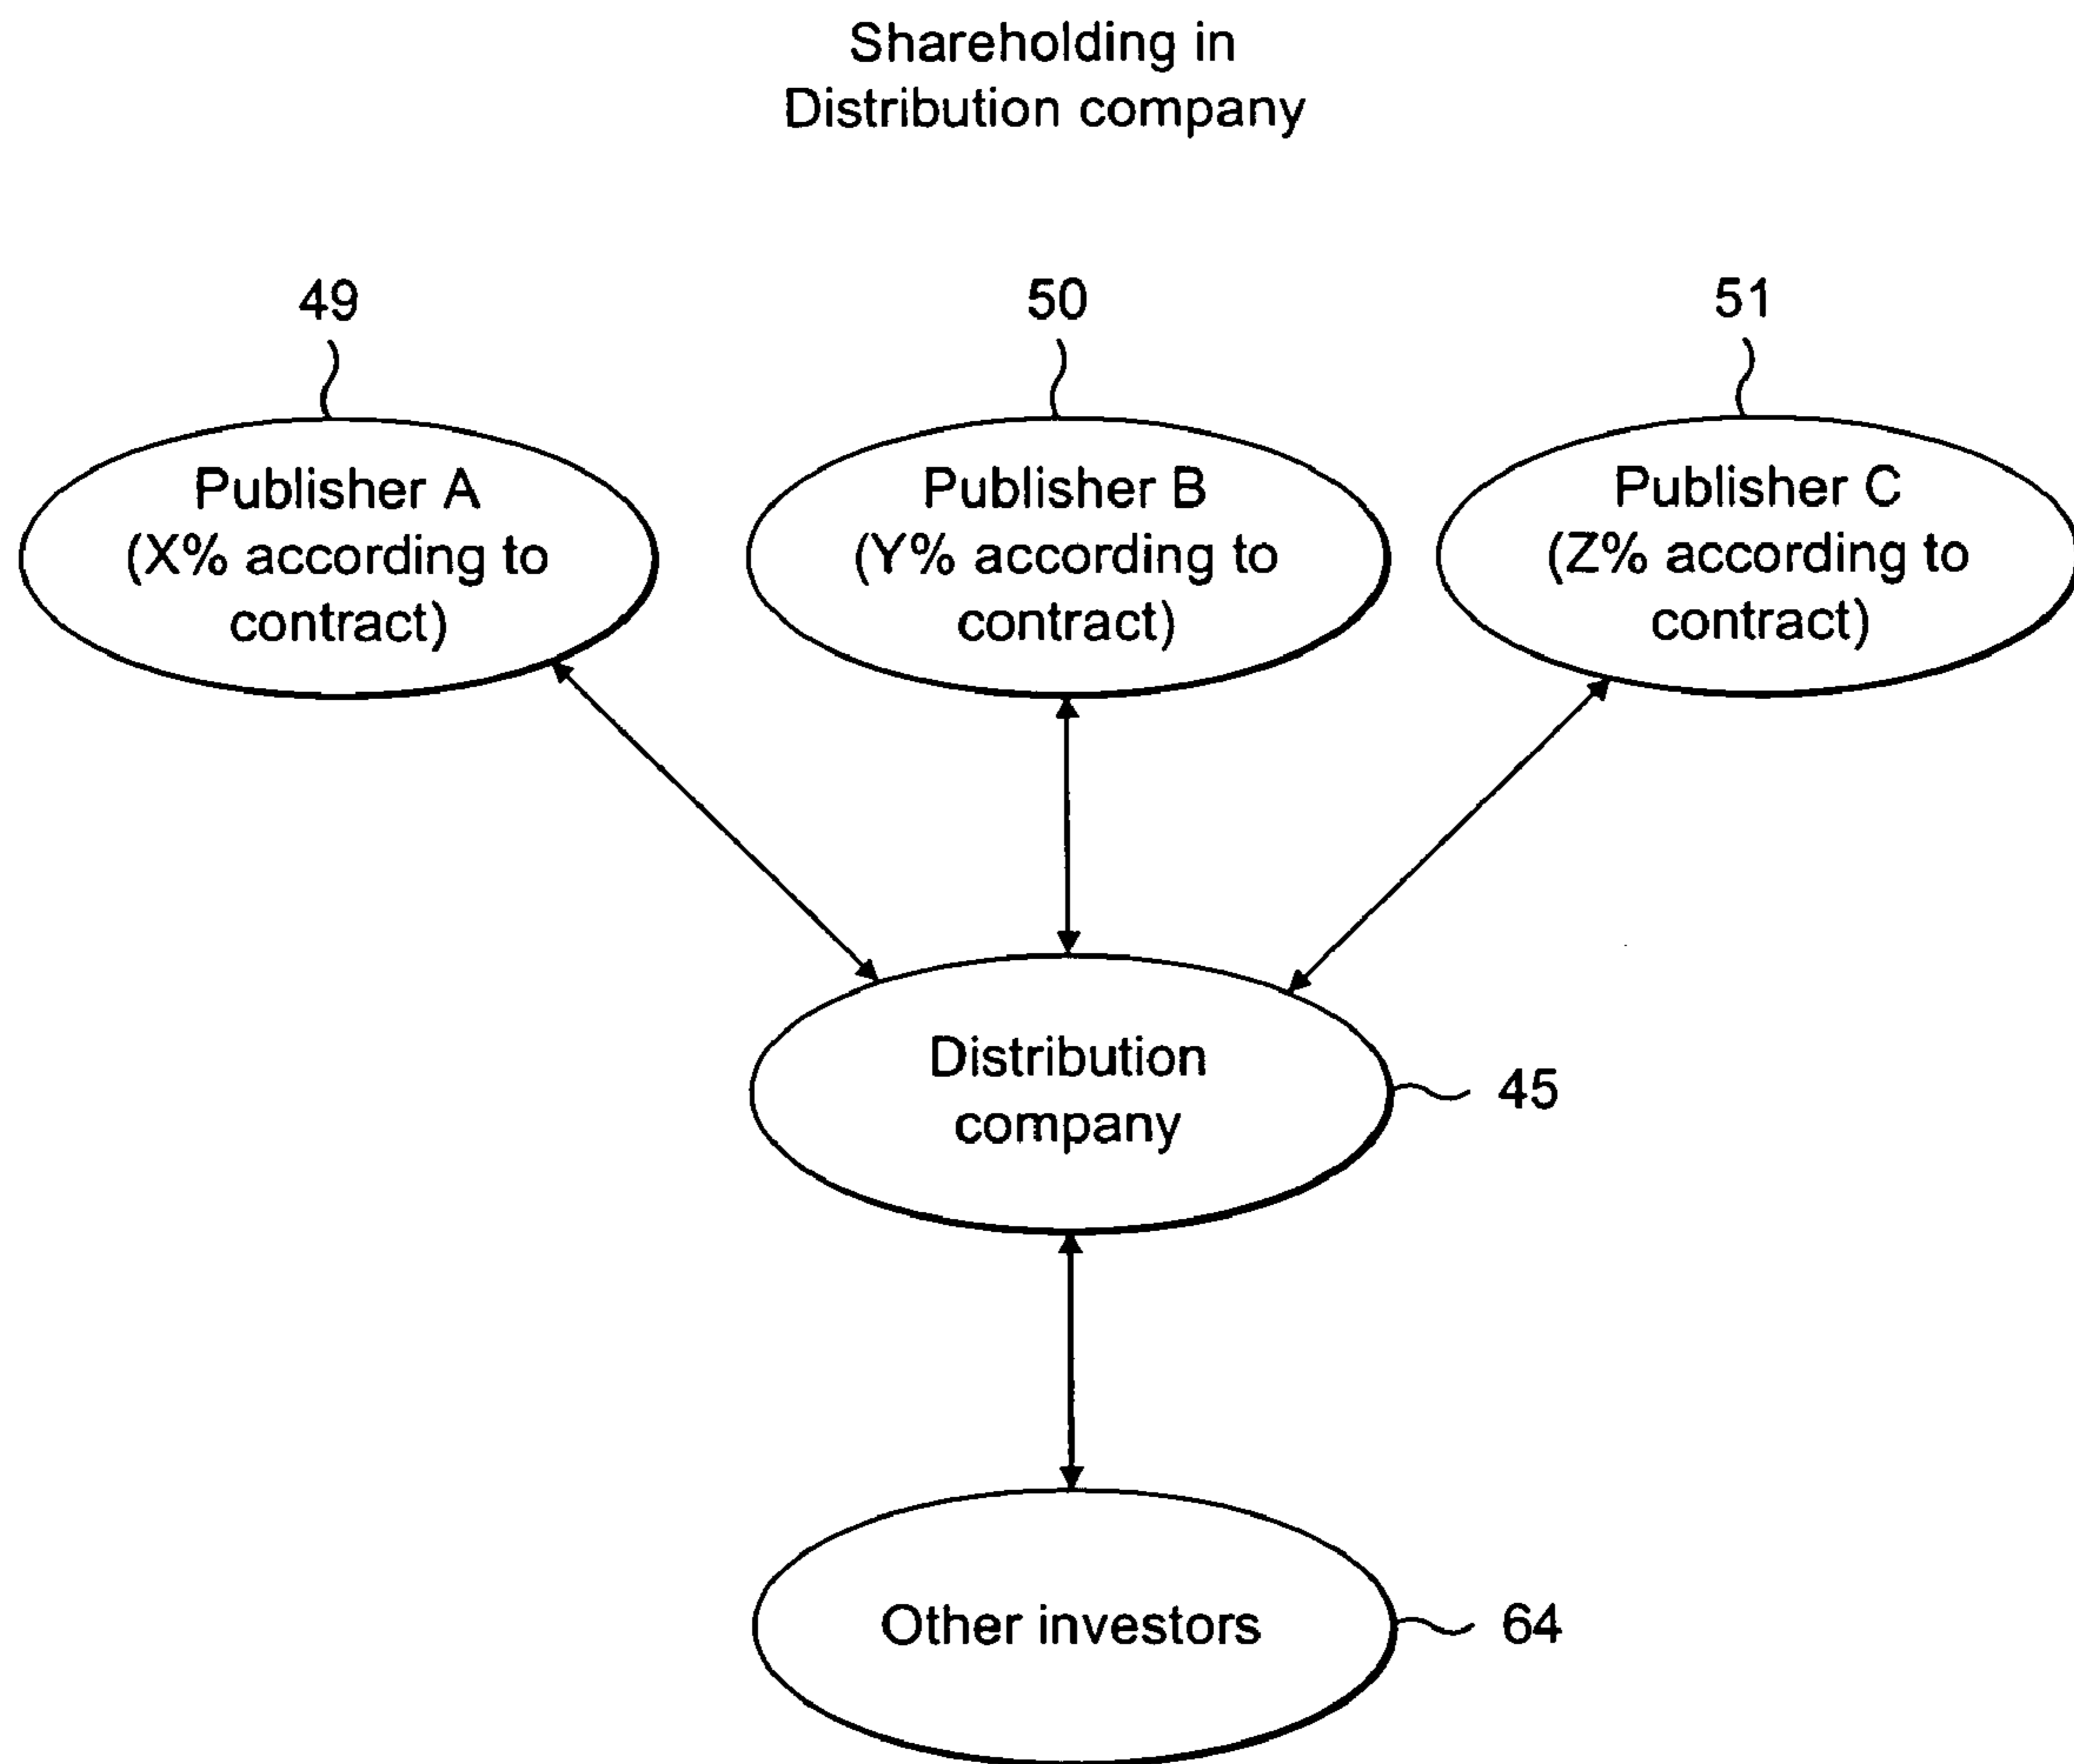 Shareholding in
Distribution company
49
50
51
Publisher A
(X% according to
contract)
Publisher B
(Y% according to
contract)
Publisher C
(Z% according to
contract)
Distribution
company
45
Other investors
64